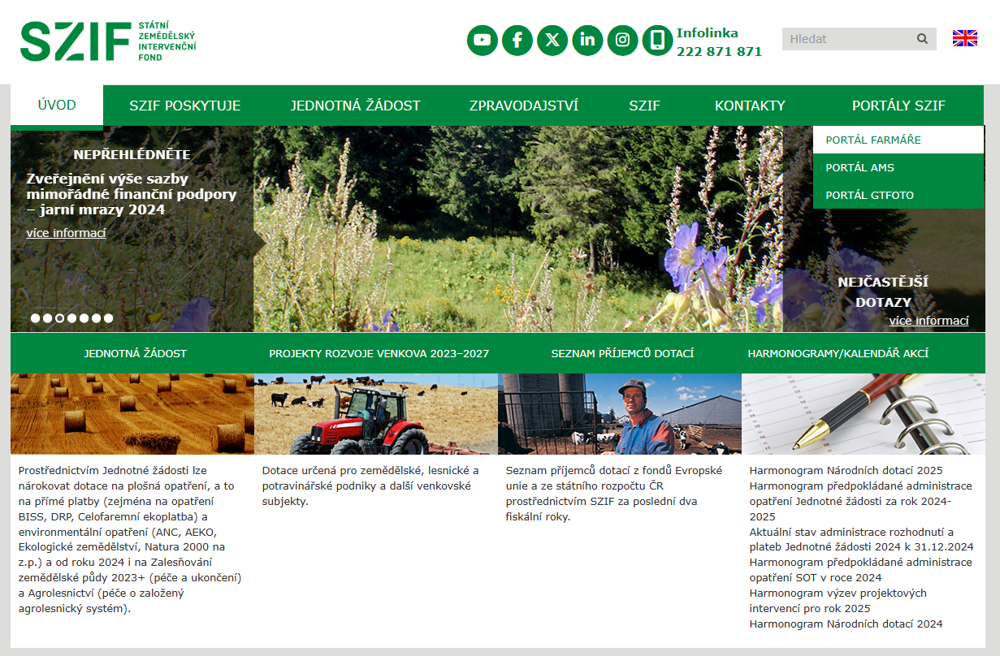 SZIF
STÁTNÍ
ZEMĚDĚLSKÝ
INTERVENČNÍ
FOND
Infolinka
222 871 871
Hledat
ÚVOD
SZIF POSKYTUJE
JEDNOTNÁ ŽÁDOST
ZPRAVODAJSTVÍ
SZIF
KONTAKTY
PORTÁLY SZIF
PORTÁL FARMÁŘE
PORTÁL AMS
PORTÁL GTFOTO
NEPŘEHLÉDNĚTE
Zveřejnění výše sazby
mimořádné finanční podpory
– jarní mrazy 2024
více informací
NEJČASTĚJŠÍ
DOTAZY
více informací
JEDNOTNÁ ŽÁDOST
PROJEKTY ROZVOJE VENKOVA 2023–2027
SEZNAM PŘÍJEMCŮ DOTACÍ
HARMONOGRAMY/KALENDÁŘ AKCÍ
Prostřednictvím Jednotné žádosti lze
nárokovat dotace na plošná opatření, a to
na přímé platby (zejména na opatření
BISS, DRP, Celofaremní ekoplatba) a
environmentální opatření (ANC, AEKO,
Ekologické zemědělství, Natura 2000 na
z.p.) a od roku 2024 i na Zalesňování
zemědělské půdy 2023+ (péče a ukončení)
a Agrolesnictví (péče o založený
agrolesnický systém).
Dotace určená pro zemědělské, lesnické a
potravinářské podniky a další venkovské
subjekty.
Seznam příjemců dotací z fondů Evropské
unie a ze státního rozpočtu ČR
prostřednictvím SZIF za poslední dva
fiskální roky.
Harmonogram Národních dotací 2025
Harmonogram předpokládané administrace
opatření Jednotné žádosti za rok 2024-
2025
Aktuální stav administrace rozhodnutí a
plateb Jednotné žádosti 2024 k 31.12.2024
Harmonogram předpokládané administrace
opatření SOT v roce 2024
Harmonogram výzev projektových
intervencí pro rok 2025
Harmonogram Národních dotací 2024